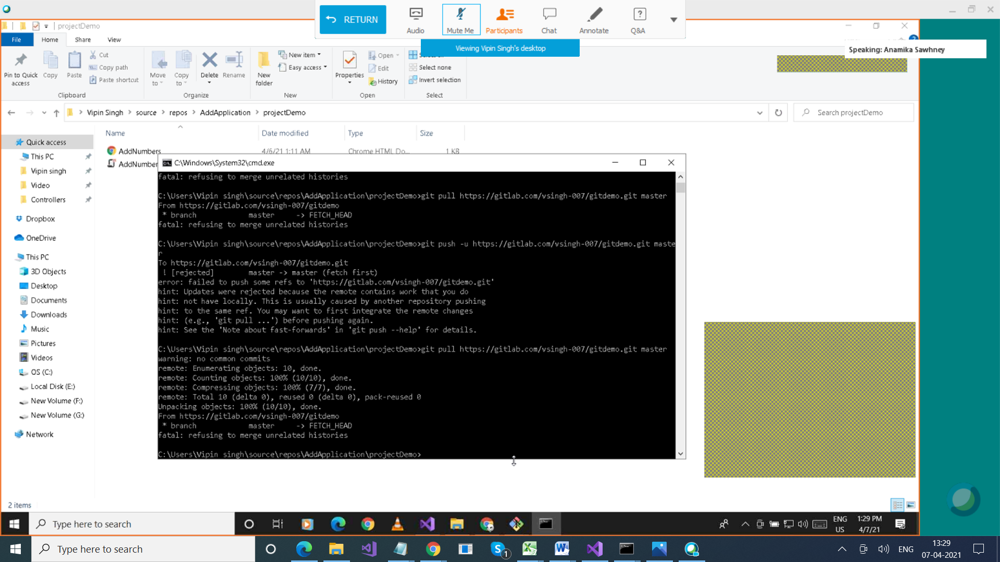 RETURN
Audio
Mute Me
Participants
Chat
Annotate
Q&A
Viewing Vipin Singh's desktop
Speaking: Anamika Sawhney
projectDemo
File
Home
Share
View
Pin to Quick access
Copy
Paste
Cut
Copy path
Paste shortcut
Clipboard
Move to
Copy to
Delete
Rename
Organize
New folder
New item
Easy access
New
Properties
Open
Edit
History
Open
Select none
Invert selection
Select
Vipin Singh > source > repos > AddApplication > projectDemo
Search projectDemo
Name
Date modified
Type
Size
AddNumbers
4/6/21 1:11 AM
Chrome HTML Do...
1 KB
AddNumber
Quick access
This PC
Vipin singh
Video
Controllers
Dropbox
OneDrive
This PC
3D Objects
Desktop
Documents
Downloads
Music
Pictures
Videos
OS (C:)
Local Disk (E:)
New Volume (F:)
New Volume (G:)
Network
2 items
C:\Windows\System32\cmd.exe
fatal: refusing to merge unrelated histories
C:\Users\Vipin singh\source\repos\AddApplication\projectDemo>git pull https://gitlab.com/vsingh-007/gitdemo.git master
From https://gitlab.com/vsingh-007/gitdemo
* branch master -> FETCH_HEAD
fatal: refusing to merge unrelated histories
C:\Users\Vipin singh\source\repos\AddApplication\projectDemo>git push -u https://gitlab.com/vsingh-007/gitdemo.git maste
r
To https://gitlab.com/vsingh-007/gitdemo.git
! [rejected] master -> master (fetch first)
error: failed to push some refs to 'https://gitlab.com/vsingh-007/gitdemo.git'
hint: Updates were rejected because the remote contains work that you do
hint: not have locally. This is usually caused by another repository pushing
hint: to the same ref. You may want to first integrate the remote changes
hint: (e.g., 'git pull ...') before pushing again.
hint: See the 'Note about fast-forwards' in 'git push --help' for details.
C:\Users\Vipin singh\source\repos\AddApplication\projectDemo>git pull https://gitlab.com/vsingh-007/gitdemo.git master
warning: no common commits
remote: Enumerating objects: 10, done.
remote: Counting objects: 100% (10/10), done.
remote: Compressing objects: 100% (7/7), done.
remote: Total 10 (delta 0), reused 0 (delta 0), pack-reused 0
Unpacking objects: 100% (10/10), done.
From https://gitlab.com/vsingh-007/gitdemo
* branch master -> FETCH_HEAD
fatal: refusing to merge unrelated histories
C:\Users\Vipin singh\source\repos\AddApplication\projectDemo>
Type here to search
ENG
US
1:29 PM
4/7/21
Type here to search
1
ENG
13:29
07-04-2021